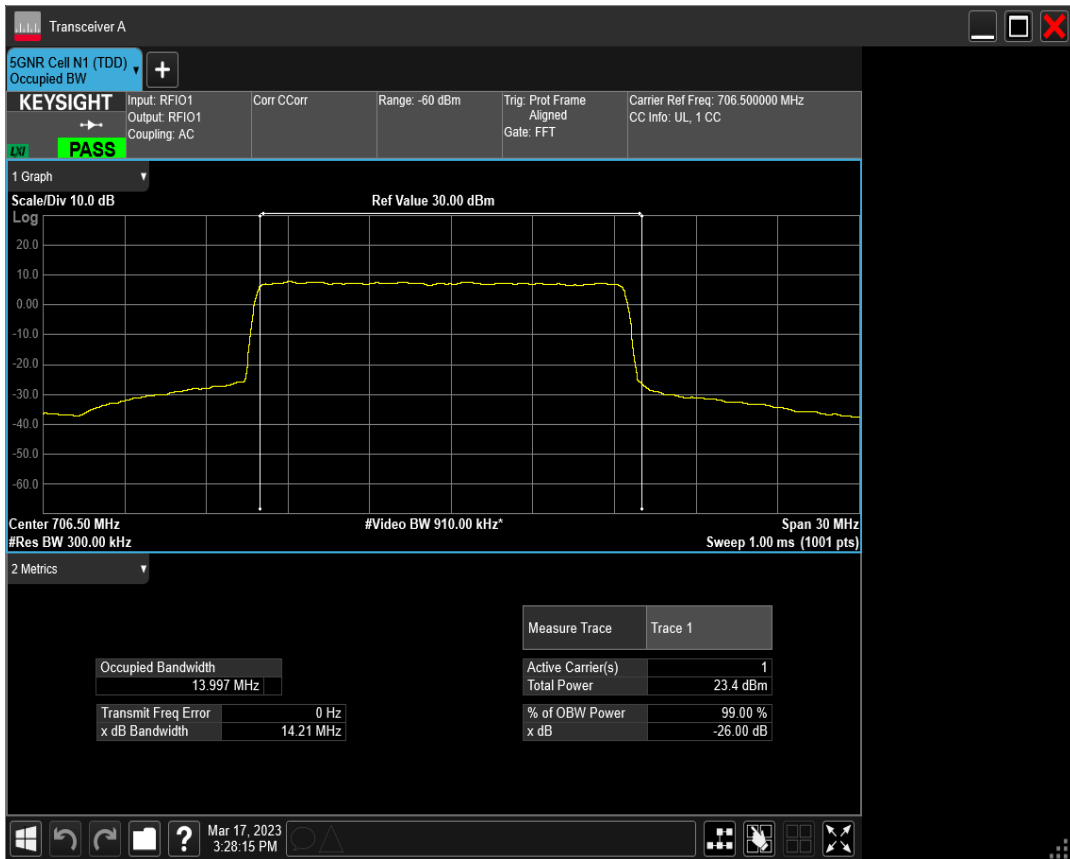 Transceiver A
5GNR Cell N1 (TDD)
Occupied BW
KEYSIGHT
LXI
PASS
Input: RFIO1
Output: RFIO1
Coupling: AC
Corr CCorr
Range: -60 dBm
Trig: Prot Frame
Aligned
Gate: FFT
Carrier Ref Freq: 706.500000 MHz
CC Info: UL, 1 CC
1 Graph
Scale/Div 10.0 dB
Ref Value 30.00 dBm
Log
20.0
10.0
0.00
-10.0
-20.0
-30.0
-40.0
-50.0
-60.0
Center 706.50 MHz
#Video BW 910.00 kHz*
Span 30 MHz
#Res BW 300.00 kHz
Sweep 1.00 ms (1001 pts)
2 Metrics
Measure Trace Trace 1
Occupied Bandwidth
13.997 MHz
Active Carrier(s) 1
Total Power 23.4 dBm
Transmit Freq Error 0 Hz
x dB Bandwidth 14.21 MHz
% of OBW Power 99.00 %
x dB -26.00 dB
?
Mar 17, 2023
3:28:15 PM